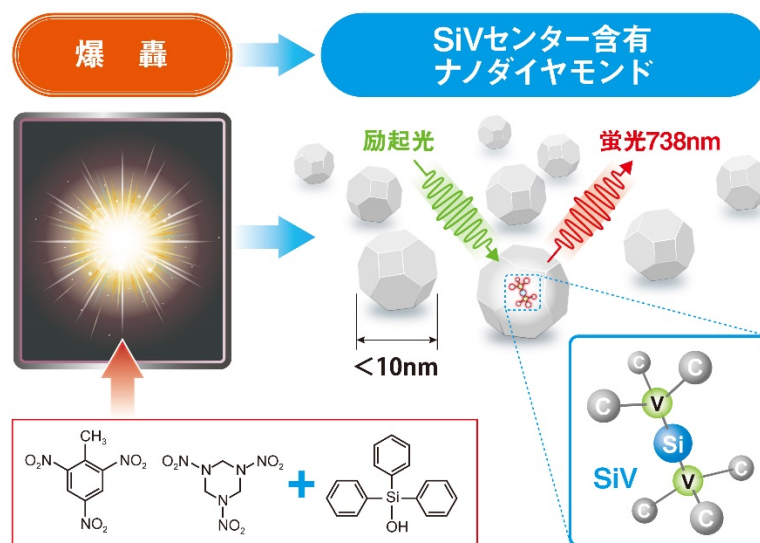 爆 轟
SiVセンター含有
ナノダイヤモンド
励起光
蛍光738nm
<10nm
CH₃
O₂N
NO₂
NO₂
O₂N
N
N
NO₂
N
NO₂
+
Si
OH
SiV
C
C
C
V
Si
V
C
C
C